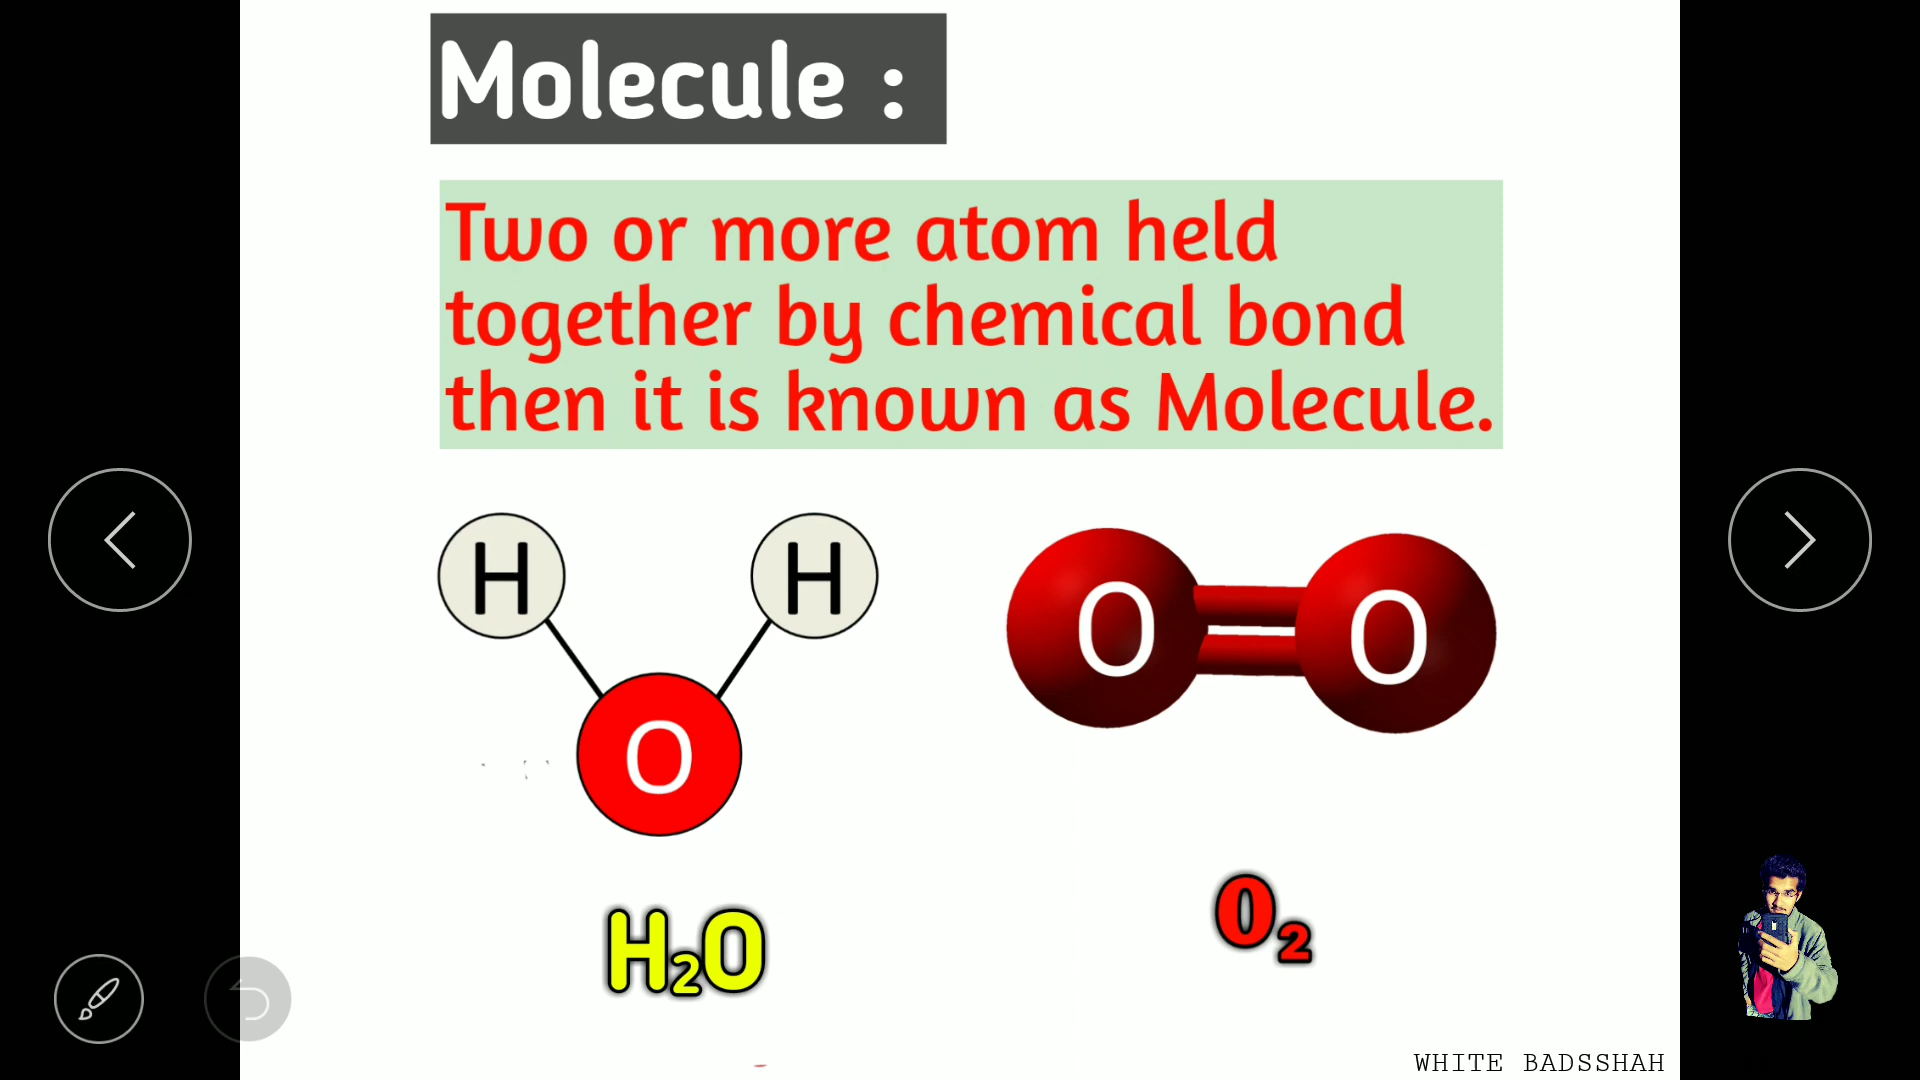 Molecule :
Two or more atom held
together by chemical bond
then it is known as Molecule.
H H
O
O O
H₂O
O₂
WHITE BADSSHAH